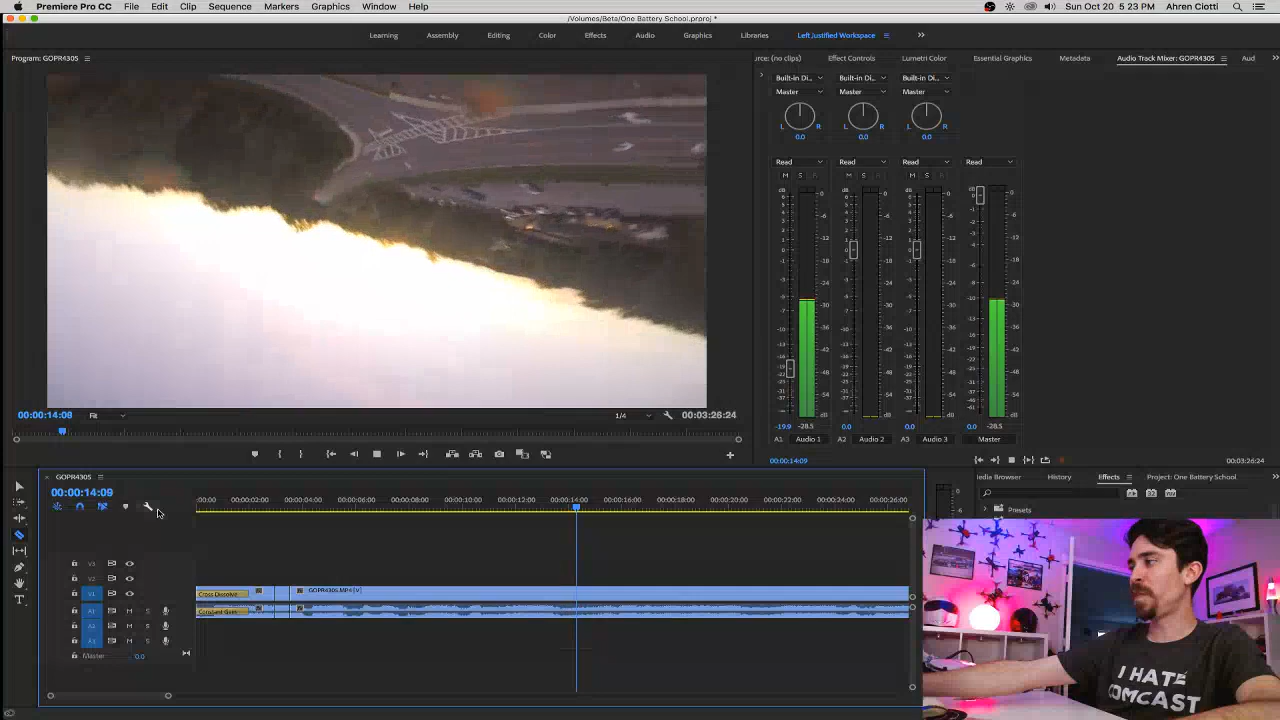 Premiere Pro CC File Edit Clip Sequence Markers Graphics Window Help Sun Oct 20 5:23 PM Ahren Ciotti
/Volumes/Beta/One Battery School.prproj *
Learning Assembly Editing Color Effects Audio Graphics Libraries Left Justified Workspace
Program: GOPR4305
rce: (no clips) Effect Controls Lumetri Color Essential Graphics Metadata Audio Track Mixer: GOPR4305 Aud
Built-in Di... Built-in Di... Built-in Di...
Master Master Master
L R L R L R
0.0 0.0 0.0
Read Read Read Read
M S R M S R M S R
00:00:14:08 Fit 1/4 00:03:26:24
-19.9 -28.5 0.0 0.0 0.0 -28.5
A1 Audio 1 A2 Audio 2 A3 Audio 3 Master
00:00:14:09 00:03:26:24
GOPR4305
edia Browser History Effects Project: One Battery School
00:00:14:09
:00:00 00:00:02:00 00:00:04:00 00:00:06:00 00:00:08:00 00:00:10:00 00:00:12:00 00:00:14:00 00:00:16:00 00:00:18:00 00:00:20:00 00:00:22:00 00:00:24:00 00:00:26:00
Presets
V3
V2
V1 Cross Dissolve GOPR4305.MP4 [V]
A1 M S Constant Gain
A2 M S
A3 M S
Master 0.0
I HATE
COMCAST